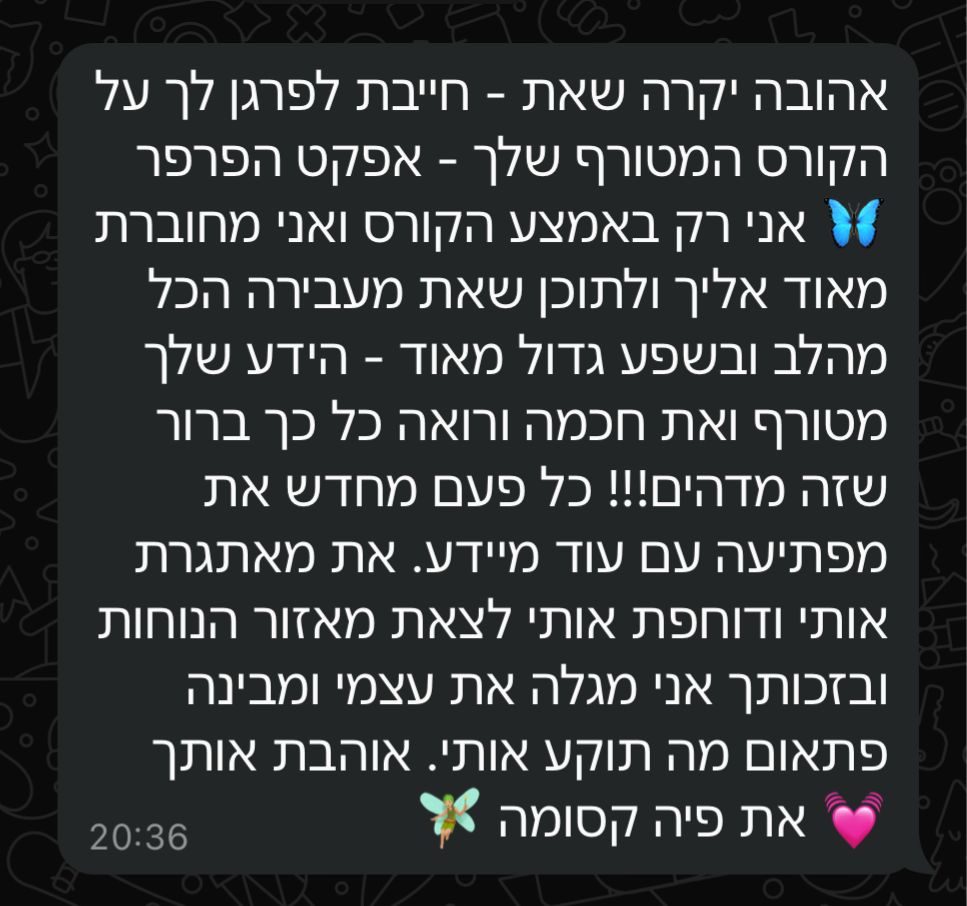 אהובה יקרה שאת - חייבת לפרגן לך על
הקורס המטורף שלך - אפקט הפרפר
🦋 אני רק באמצע הקורס ואני מחוברת
מאוד אליך ולתוכן שאת מעבירה הכל
מהלב ובשפע גדול מאוד - הידע שלך
מטורף ואת חכמה ורואה כל כך ברור
שזה מדהים!!! כל פעם מחדש את
מפתיעה עם עוד מיידע. את מאתגרת
אותי ודוחפת אותי לצאת מאזור הנוחות
ובזכותך אני מגלה את עצמי ומבינה
פתאום מה תוקע אותי. אוהבת אותך
💓 את פיה קסומה 🧚
20:36